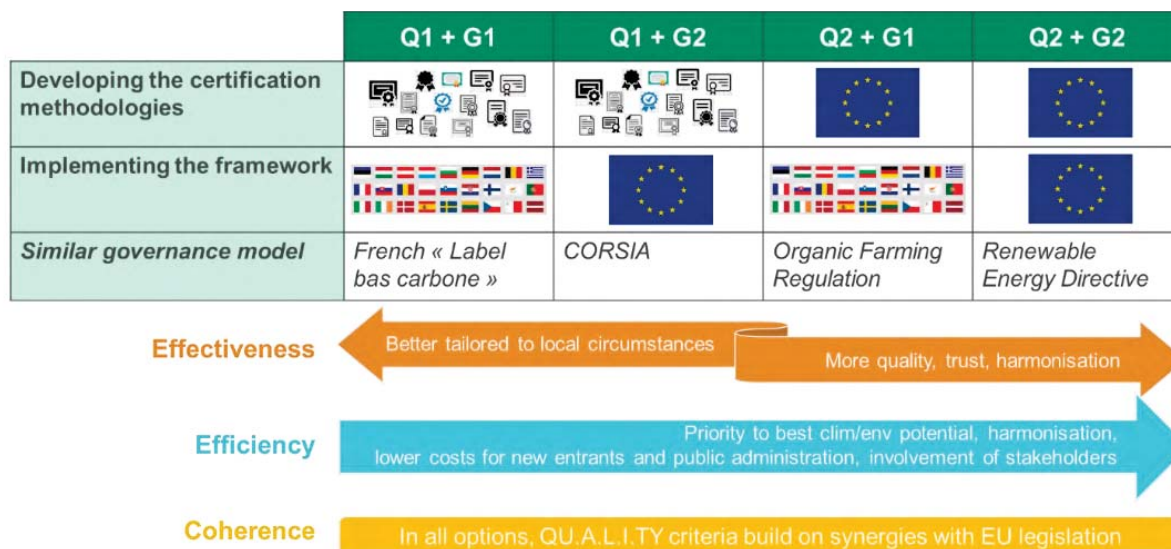 Q1 + G1
Q1 + G2
Q2 + G1
Q2 + G2
Developing the certification
methodologies
Implementing the framework
Similar governance model
French « Label
bas carbone »
CORSIA
Organic Farming
Regulation
Renewable
Energy Directive
Effectiveness
Better tailored to local circumstances
More quality, trust, harmonisation
Efficiency
Priority to best clim/env potential, harmonisation,
lower costs for new entrants and public administration, involvement of stakeholders
Coherence
In all options, QU.A.L.I.TY criteria build on synergies with EU legislation